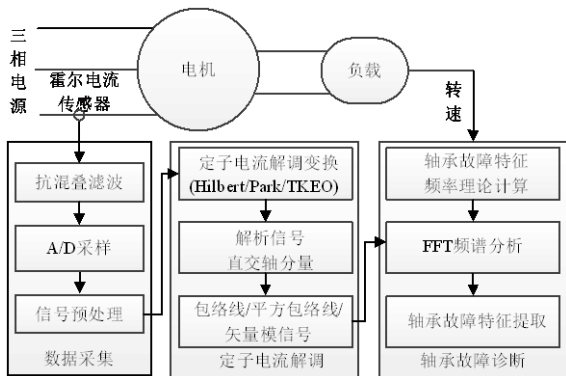 三相电源
电机
负载
霍尔电流
传感器
转速
抗混叠滤波
A/D采样
信号预处理
数据采集
定子电流解调变换
(Hilbert/Park/TKEO)
解析信号
直交轴分量
包络线/平方包络线/
矢量模信号
定子电流解调
轴承故障特征
频率理论计算
FFT频谱分析
轴承故障特征提取
轴承故障诊断